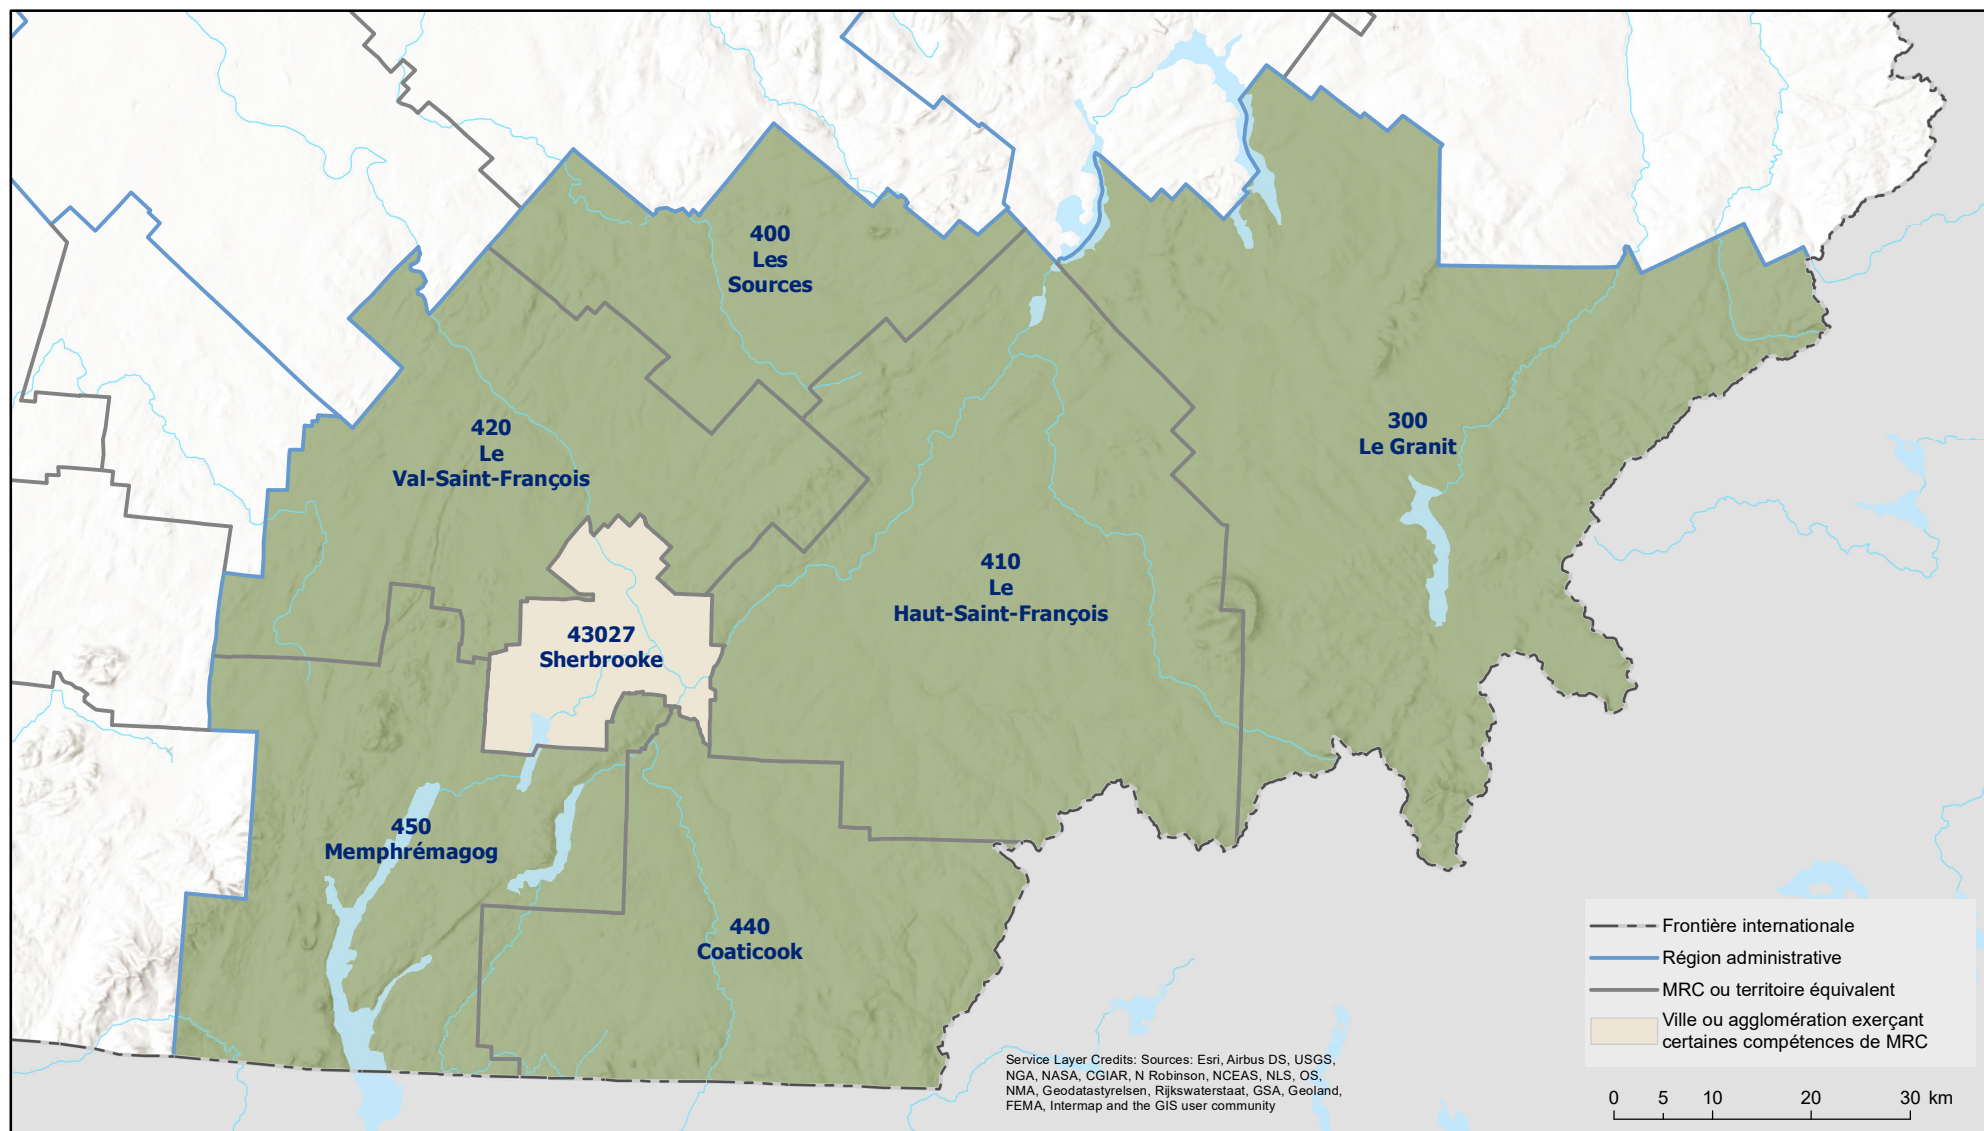 400
Les
Sources
420
Le
Val-Saint-François
300
Le Granit
410
Le
Haut-Saint-François
43027
Sherbrooke
450
Memphrémagog
440
Coaticook
Frontière internationale
Région administrative
MRC ou territoire équivalent
Ville ou agglomération exerçant
certaines compétences de MRC
Service Layer Credits: Sources: Esri, Airbus DS, USGS,
NGA, NASA, CGIAR, N Robinson, NCEAS, NLS, OS,
NMA, Geodatastyrelsen, Rijkswaterstaat, GSA, Geoland,
FEMA, Intermap and the GIS user community
0 5 10 20 30 km